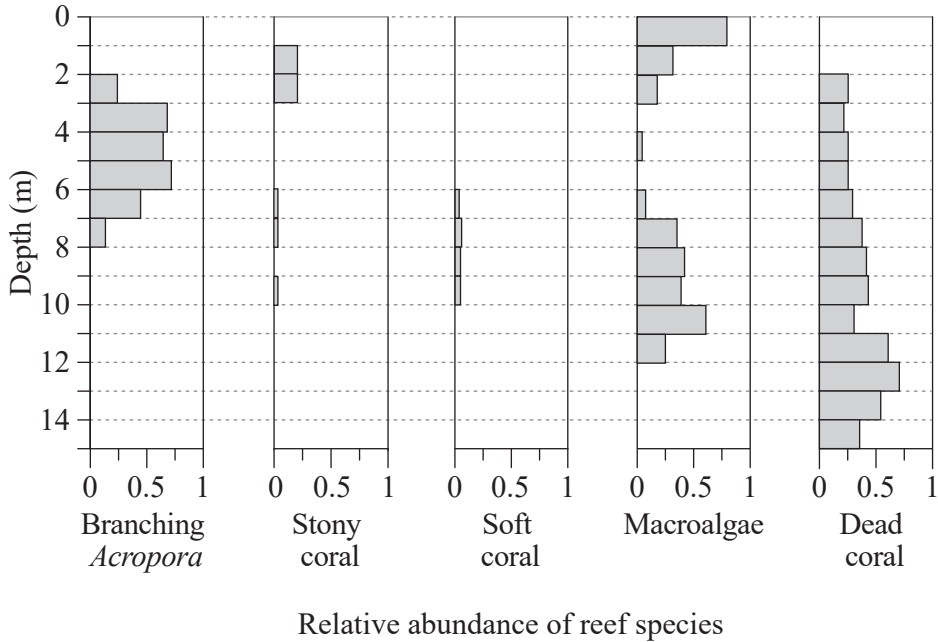 0
2
4
6
8
10
12
14
Depth (m)
0 0.5 1 0 0.5 1 0 0.5 1 0 0.5 1 0 0.5 1
Branching Stony Soft Macroalgae Dead
Acropora coral coral coral
Relative abundance of reef species